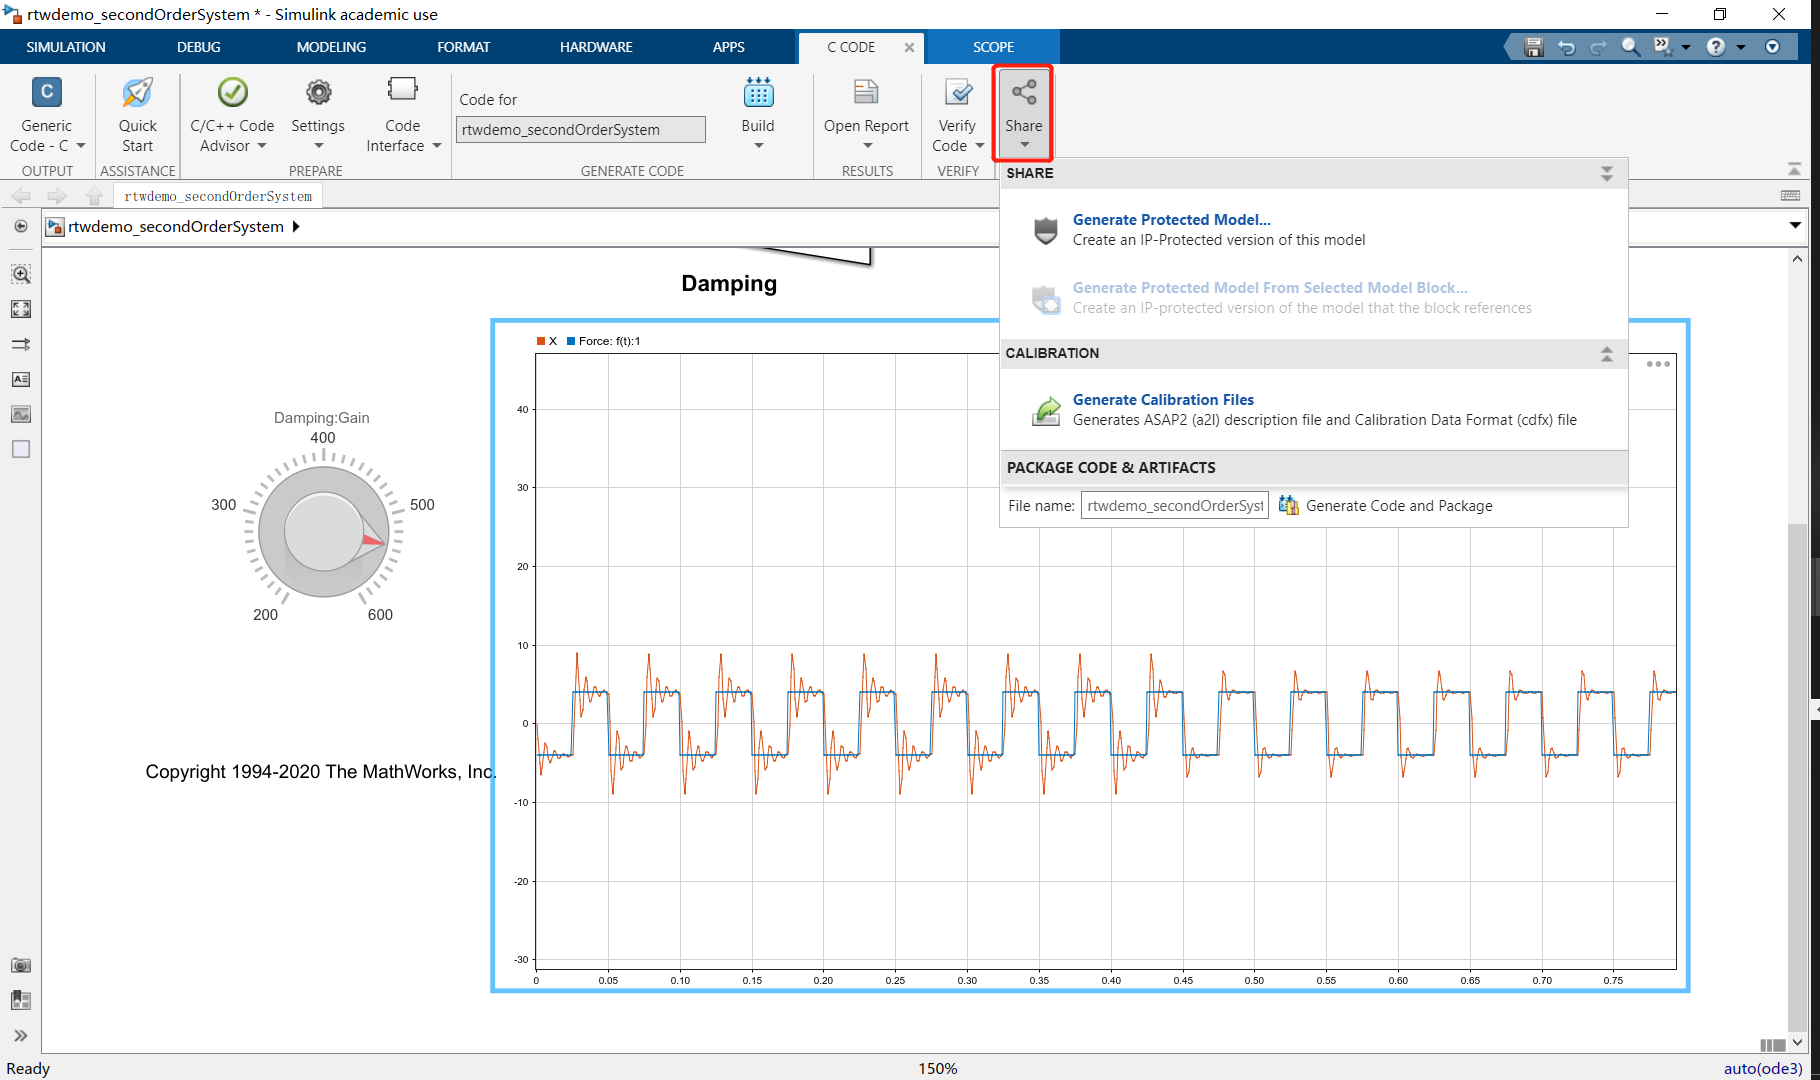 rtwdemo_secondOrderSystem * - Simulink academic use
SIMULATION DEBUG MODELING FORMAT HARDWARE APPS C CODE SCOPE
Generic Code - C
Quick Start
C/C++ Code Advisor
Settings
Code Interface
Code for
rtwdemo_secondOrderSystem
Build
Open Report
Verify Code
Share
OUTPUT ASSISTANCE PREPARE GENERATE CODE RESULTS VERIFY
rtwdemo_secondOrderSystem
rtwdemo_secondOrderSystem
SHARE
Generate Protected Model...
Create an IP-Protected version of this model
Generate Protected Model From Selected Model Block...
Create an IP-protected version of the model that the block references
CALIBRATION
Generate Calibration Files
Generates ASAP2 (a2l) description file and Calibration Data Format (cdfx) file
PACKAGE CODE & ARTIFACTS
File name: rtwdemo_secondOrderSyst Generate Code and Package
Damping
X Force: f(t):1
Damping:Gain
400
300 500
200 600
40
30
20
10
0
-10
-20
-30
0 0.05 0.10 0.15 0.20 0.25 0.30 0.35 0.40 0.45 0.50 0.55 0.60 0.65 0.70 0.75
Copyright 1994-2020 The MathWorks, Inc.
Ready 150% auto(ode3)